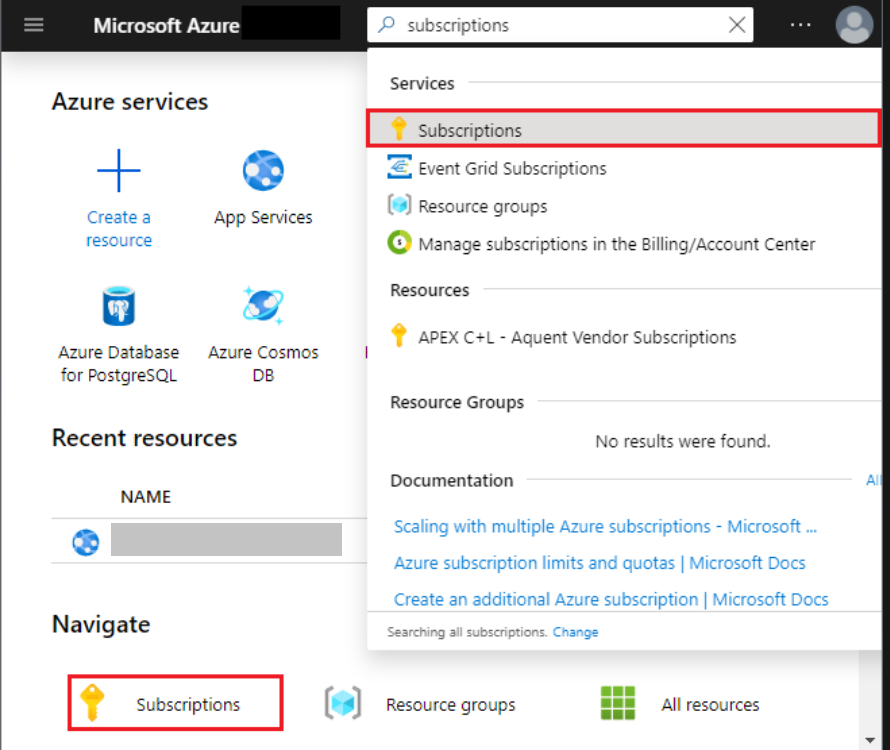 Microsoft Azure
subscriptions
Azure services
Create a
resource
App Services
Azure Database
for PostgreSQL
Azure Cosmos
DB
Recent resources
NAME
Navigate
Subscriptions
Resource groups
All resources
Services
Subscriptions
Event Grid Subscriptions
Resource groups
Manage subscriptions in the Billing/Account Center
Resources
APEX C+L - Aquent Vendor Subscriptions
Resource Groups
No results were found.
Documentation
All
Scaling with multiple Azure subscriptions - Microsoft ...
Azure subscription limits and quotas | Microsoft Docs
Create an additional Azure subscription | Microsoft Docs
Searching all subscriptions. Change